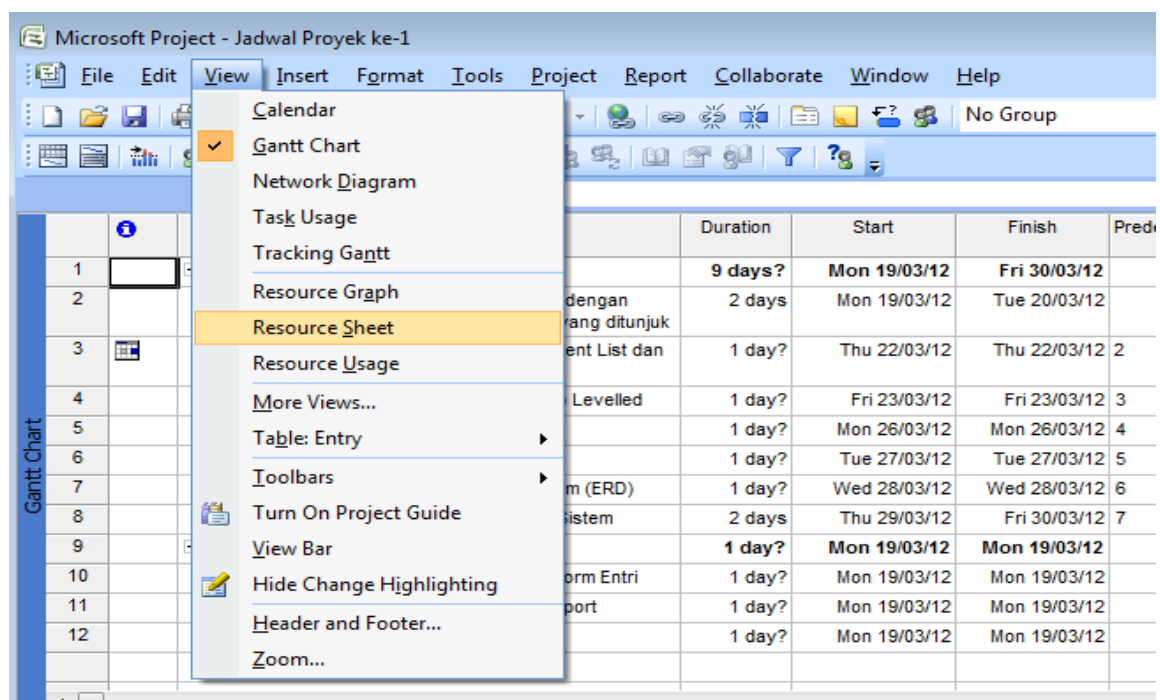 Microsoft Project - Jadwal Proyek ke-1
File Edit View Insert Format Tools Project Report Collaborate Window Help
No Group
Calendar
Gantt Chart
Network Diagram
Task Usage
Tracking Gantt
Resource Graph
Resource Sheet
Resource Usage
More Views...
Table: Entry
Toolbars
Turn On Project Guide
View Bar
Hide Change Highlighting
Header and Footer...
Zoom...
Gantt Chart
Duration Start Finish Prede
1 9 days? Mon 19/03/12 Fri 30/03/12
2 dengan 2 days Mon 19/03/12 Tue 20/03/12
yang ditunjuk
3 ent List dan 1 day? Thu 22/03/12 Thu 22/03/12 2
4 Levelled 1 day? Fri 23/03/12 Fri 23/03/12 3
5 1 day? Mon 26/03/12 Mon 26/03/12 4
6 1 day? Tue 27/03/12 Tue 27/03/12 5
7 m (ERD) 1 day? Wed 28/03/12 Wed 28/03/12 6
8 Sistem 2 days Thu 29/03/12 Fri 30/03/12 7
9 1 day? Mon 19/03/12 Mon 19/03/12
10 orm Entri 1 day? Mon 19/03/12 Mon 19/03/12
11 port 1 day? Mon 19/03/12 Mon 19/03/12
12 1 day? Mon 19/03/12 Mon 19/03/12